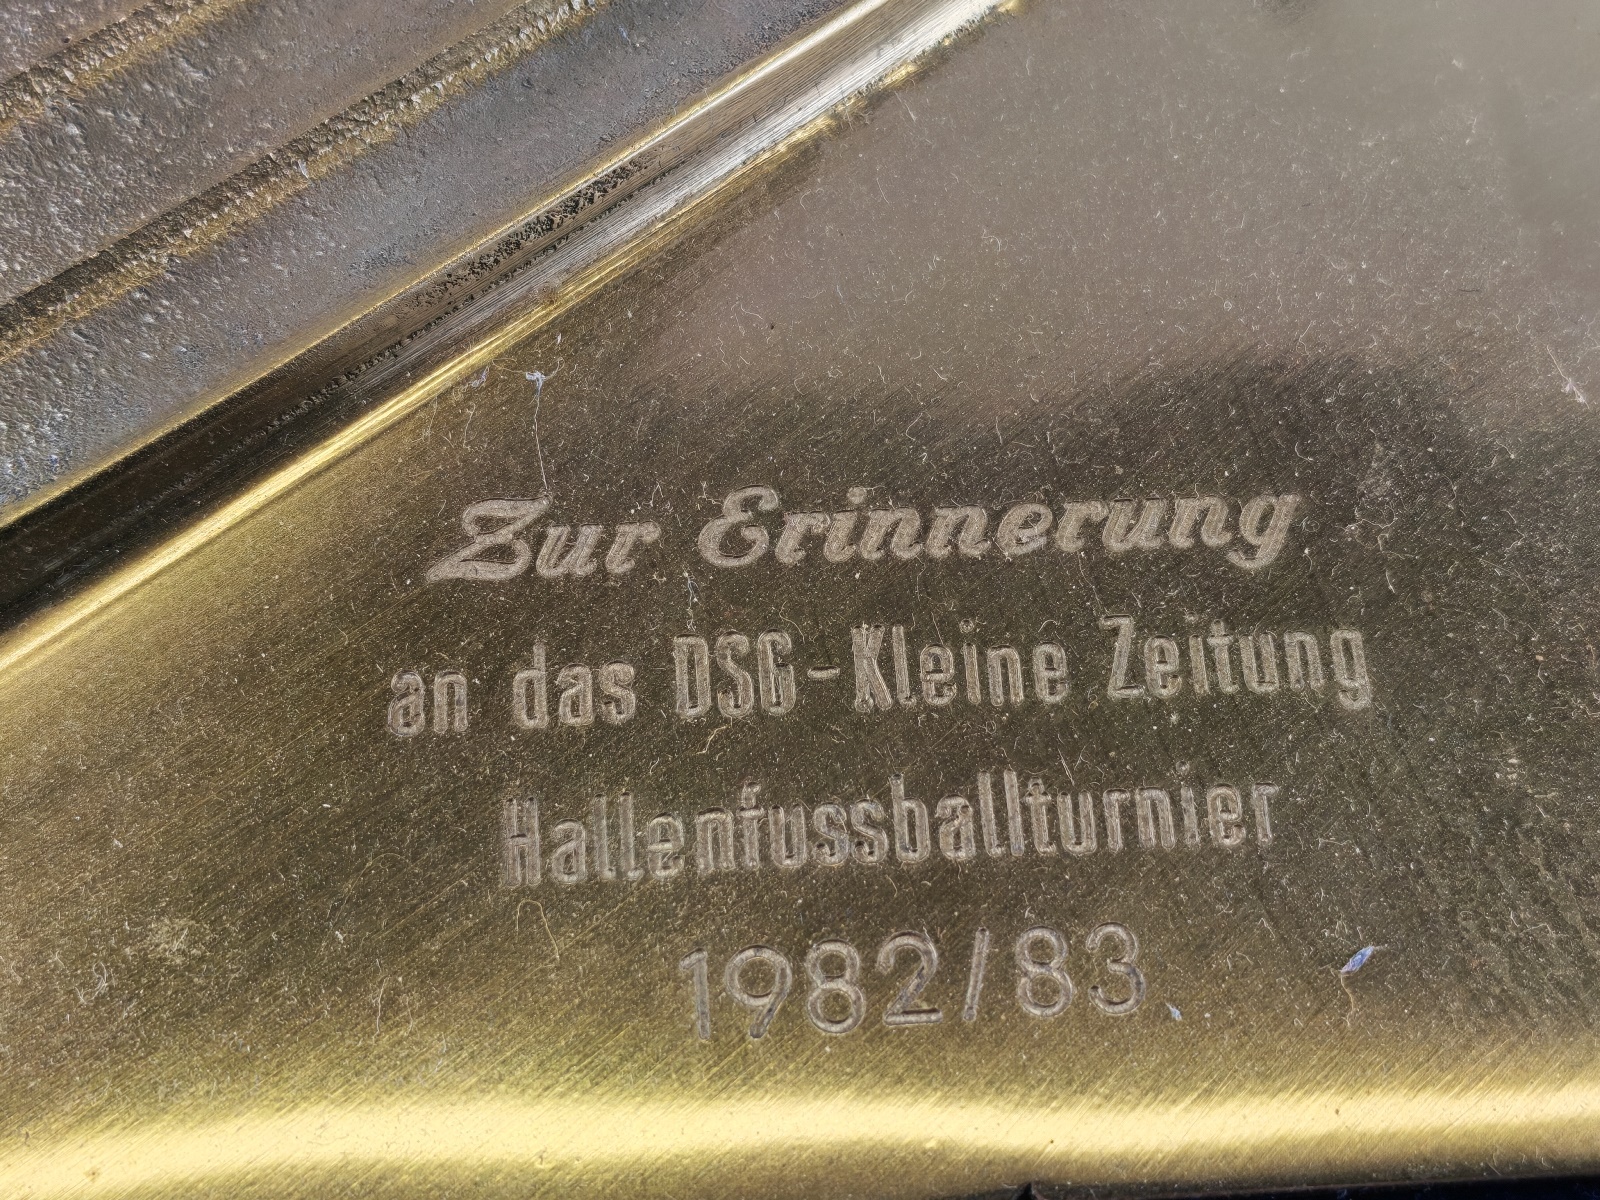 Zur Erinnerung
an das DSG-Kleine Zeitung
Hallenfussballturnier
1982/83